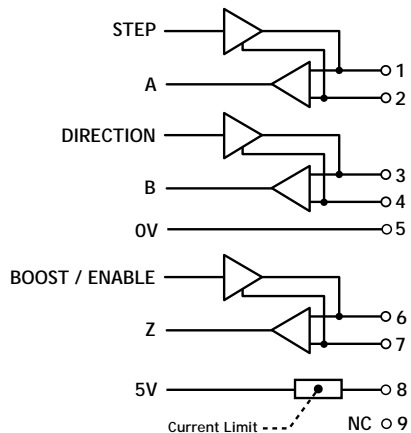 STEP
1
A
2
DIRECTION
3
B
4
0V
5
BOOST / ENABLE
6
Z
7
5V
8
Current Limit
NC 9